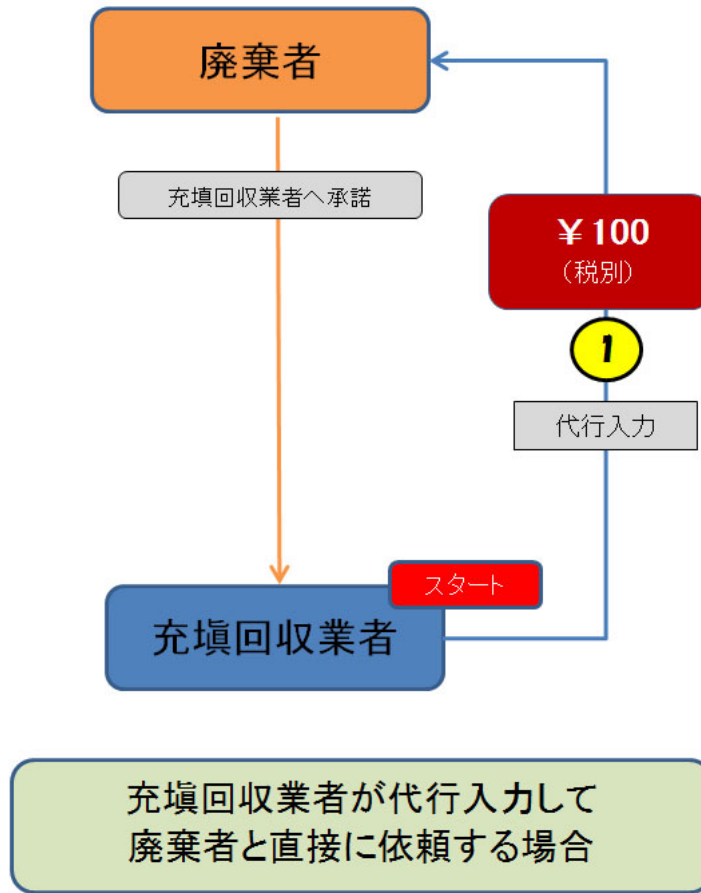 廃棄者
充填回収業者へ承諾
￥100
（税別）
1
代行入力
スタート
充塡回収業者
充塡回収業者が代行入力して
廃棄者と直接に依頼する場合